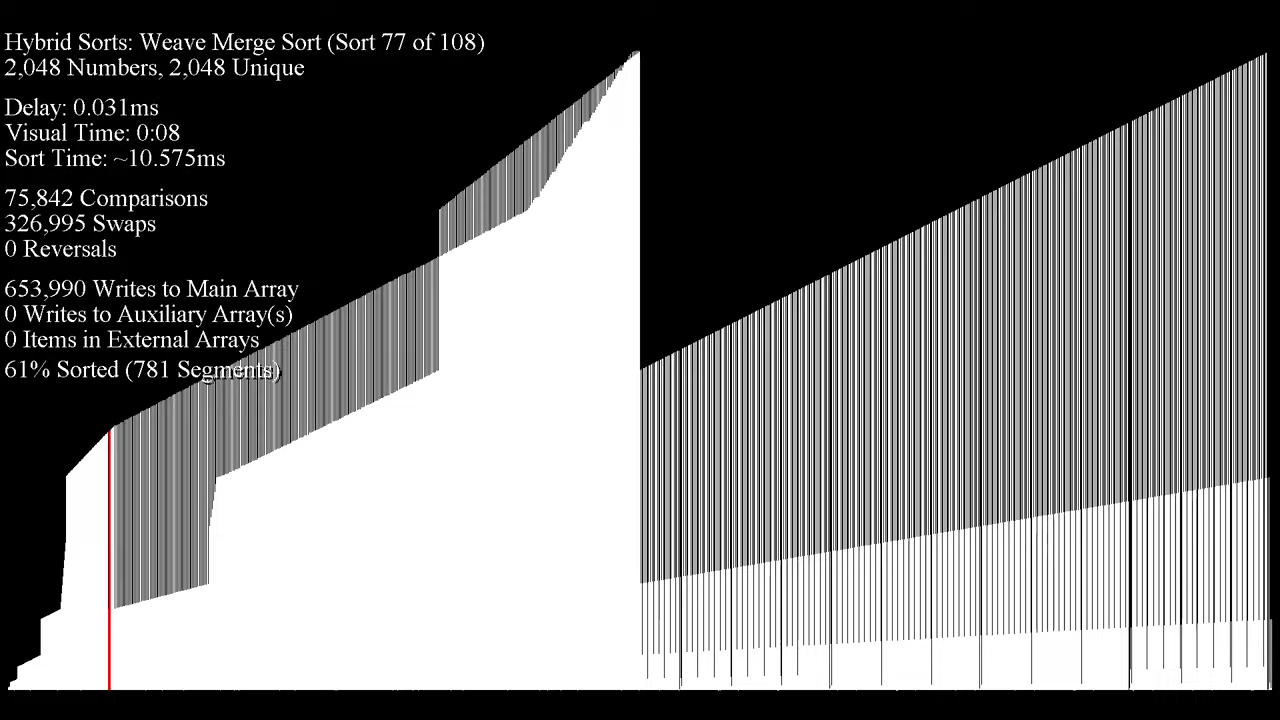 Hybrid Sorts: Weave Merge Sort (Sort 77 of 108)
2,048 Numbers, 2,048 Unique
Delay: 0.031ms
Visual Time: 0:08
Sort Time: ~10.575ms
75,842 Comparisons
326,995 Swaps
0 Reversals
653,990 Writes to Main Array
0 Writes to Auxiliary Array(s)
0 Items in External Arrays
61% Sorted (781 Segments)